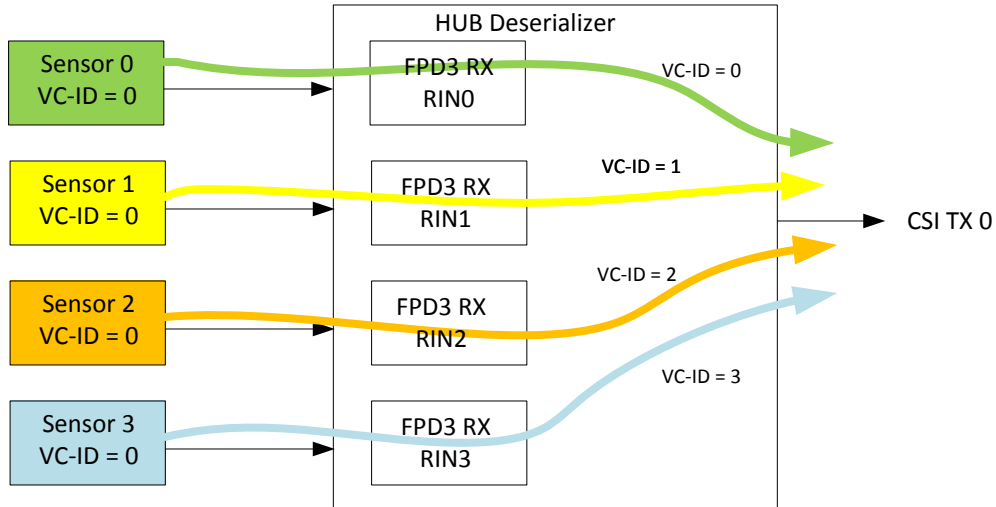 HUB Deserializer
Sensor 0
VC-ID = 0
FPD3 RX
RIN0
VC-ID = 0
Sensor 1
VC-ID = 0
FPD3 RX
RIN1
VC-ID = 1
CSI TX 0
Sensor 2
VC-ID = 0
FPD3 RX
RIN2
VC-ID = 2
Sensor 3
VC-ID = 0
FPD3 RX
RIN3
VC-ID = 3